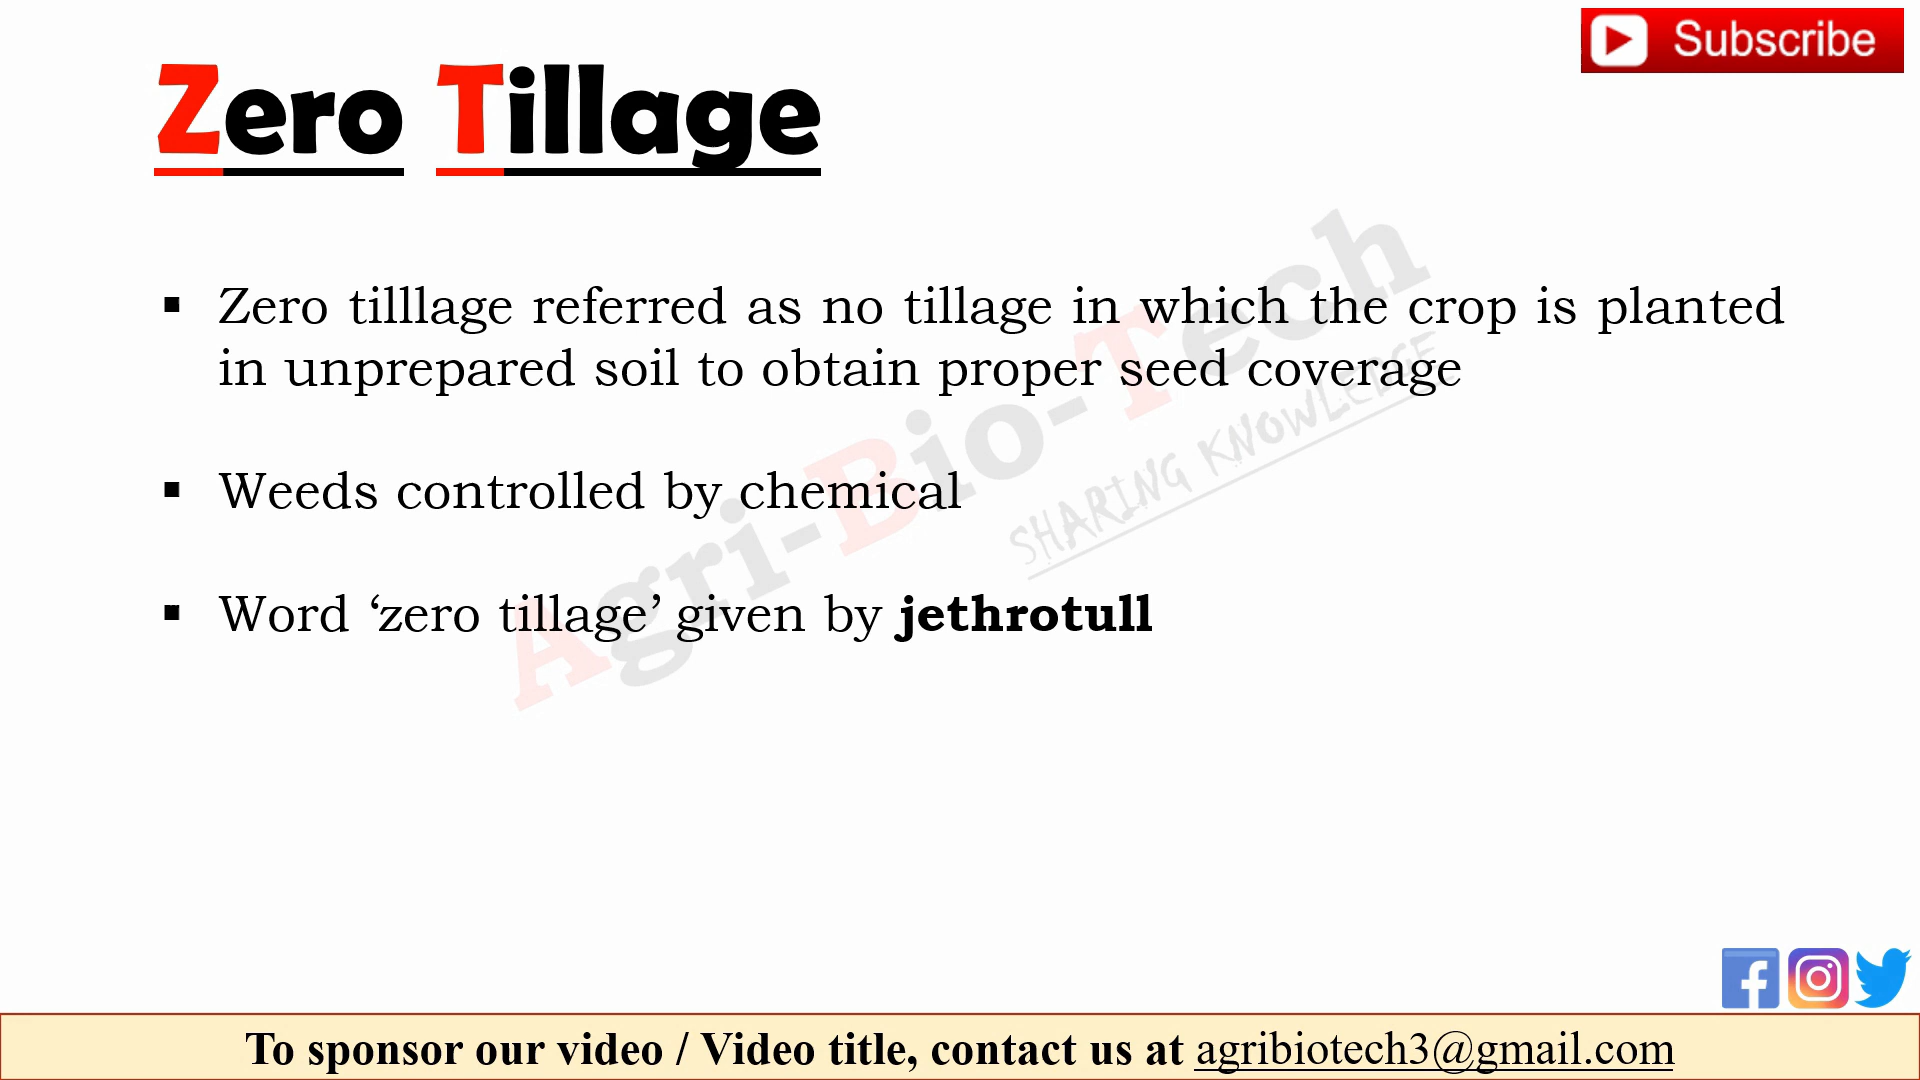 Subscribe
Zero Tillage
▪ Zero tilllage referred as no tillage in which the crop is planted
in unprepared soil to obtain proper seed coverage
▪ Weeds controlled by chemical
▪ Word ‘zero tillage’ given by jethrotull
Agri-Bio-Tech
SHARING KNOWLEDGE
To sponsor our video / Video title, contact us at agribiotech3@gmail.com